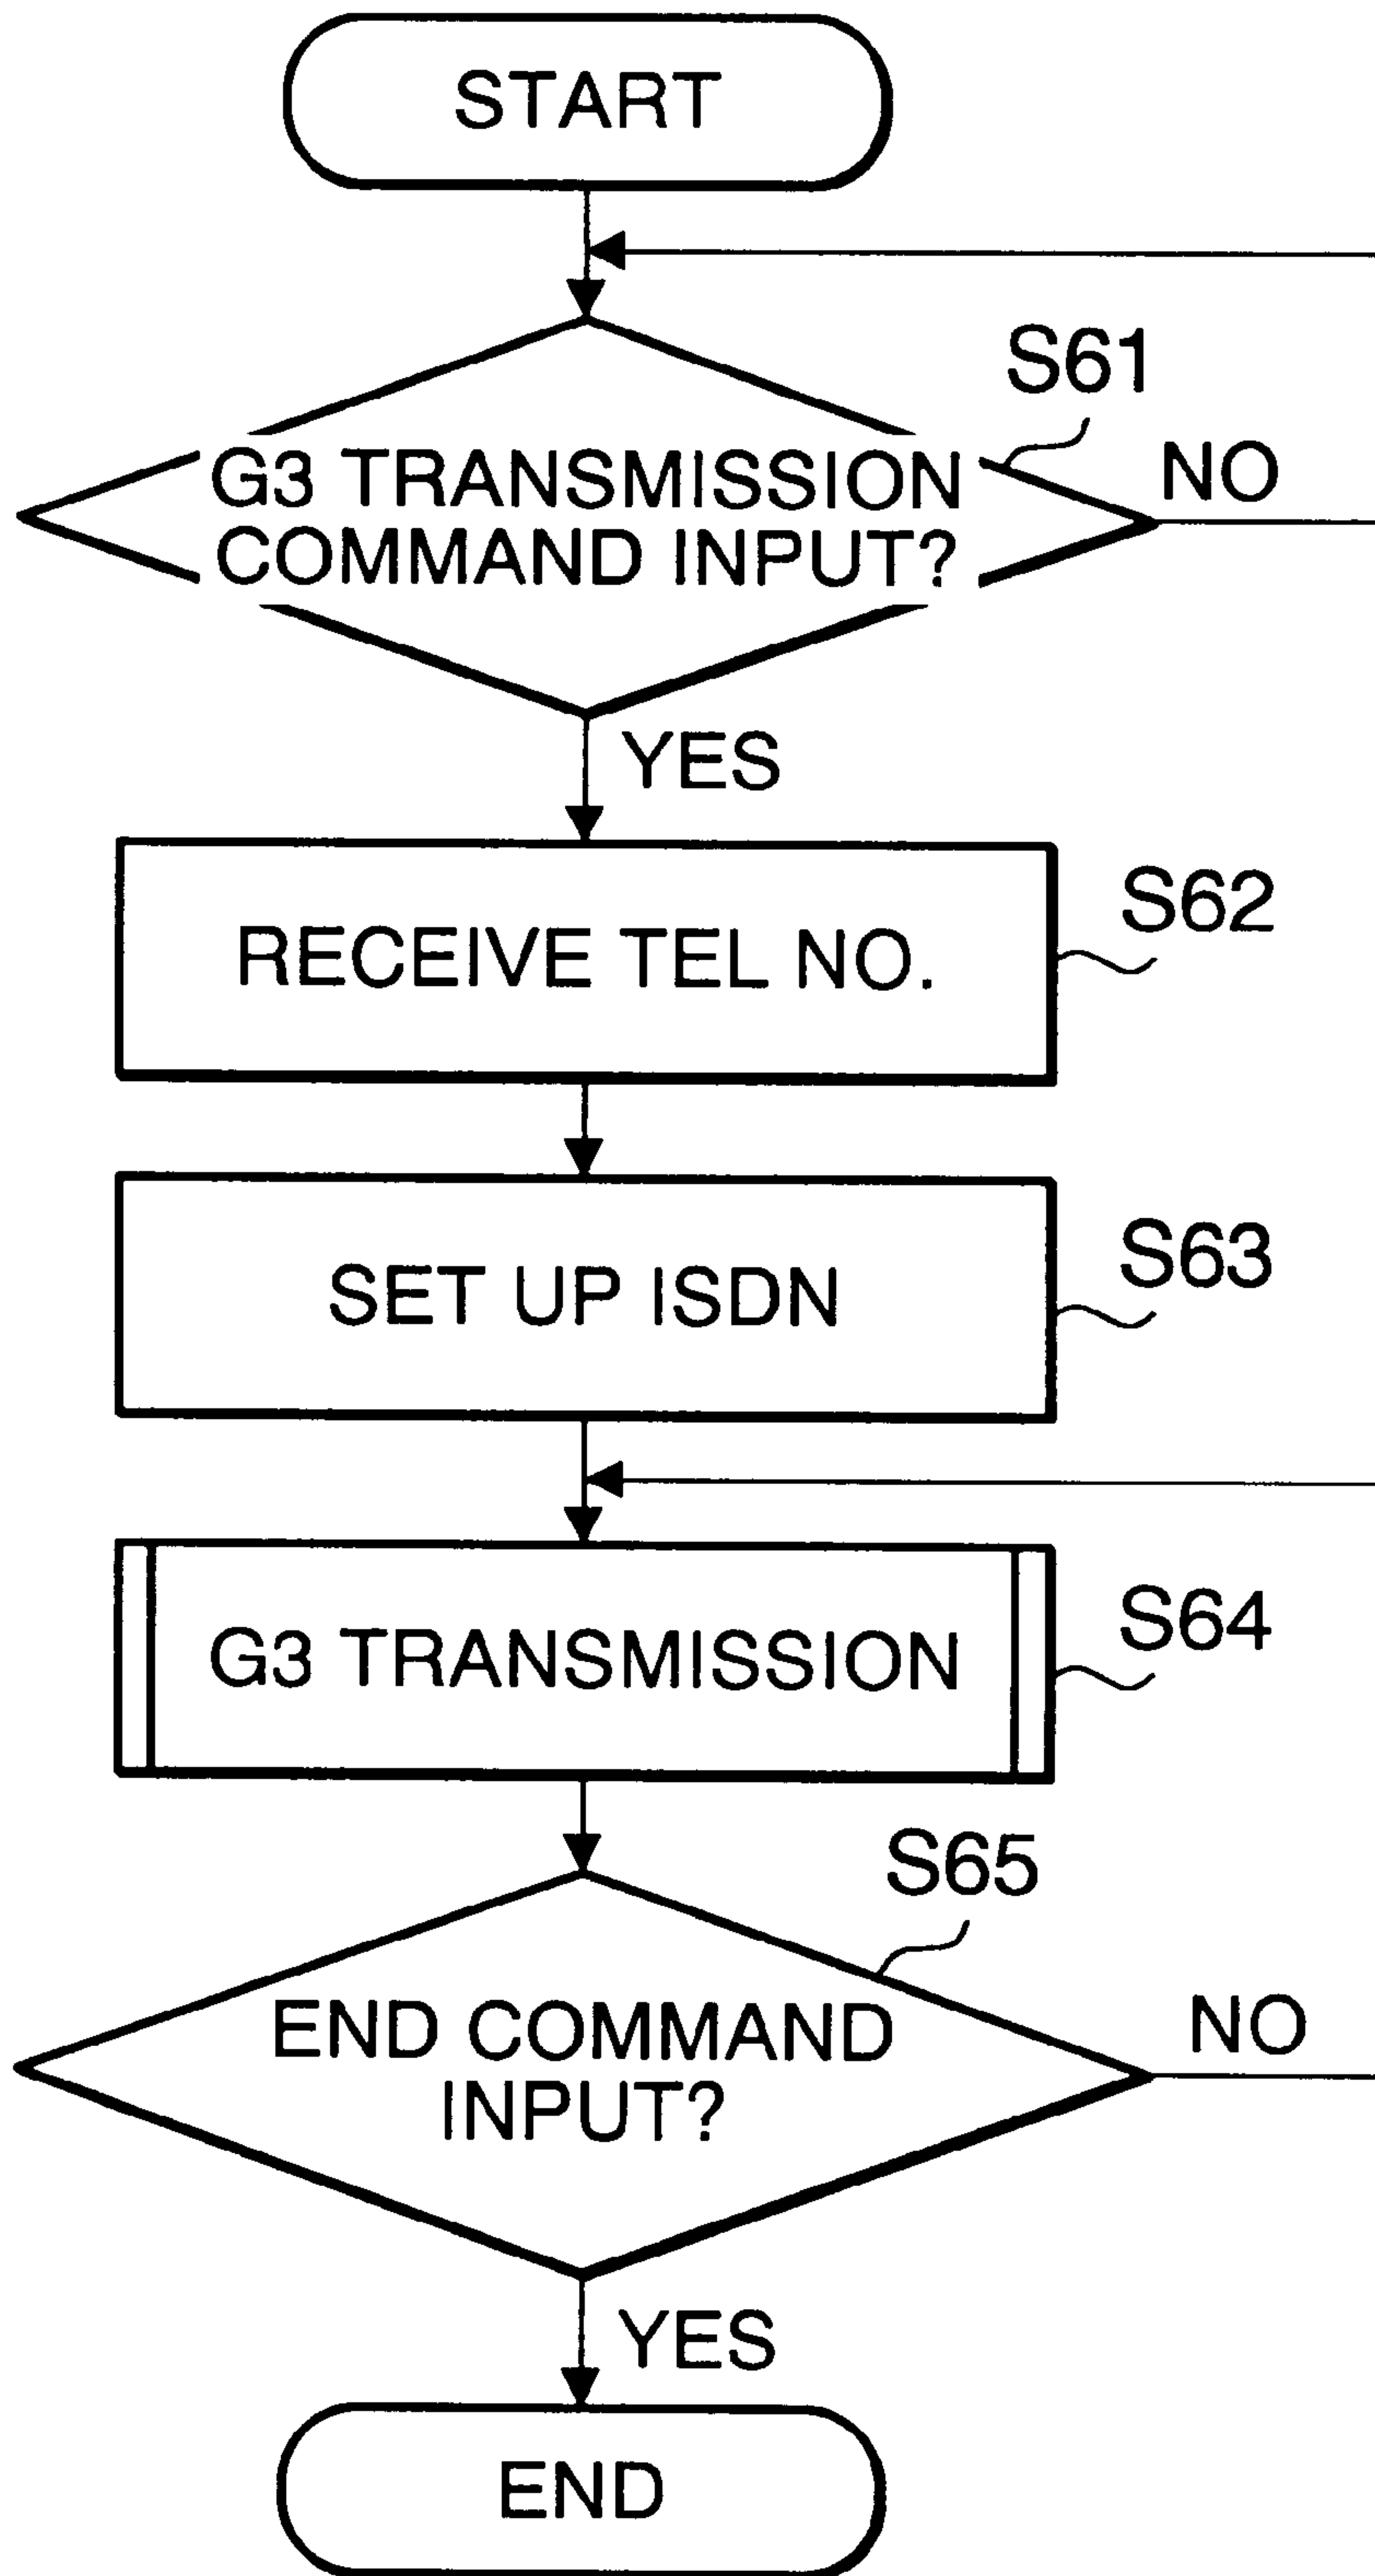 START
S61
G3 TRANSMISSION
COMMAND INPUT?
NO
YES
RECEIVE TEL NO.
S62
SET UP ISDN
S63
G3 TRANSMISSION
S64
S65
END COMMAND
INPUT?
NO
YES
END